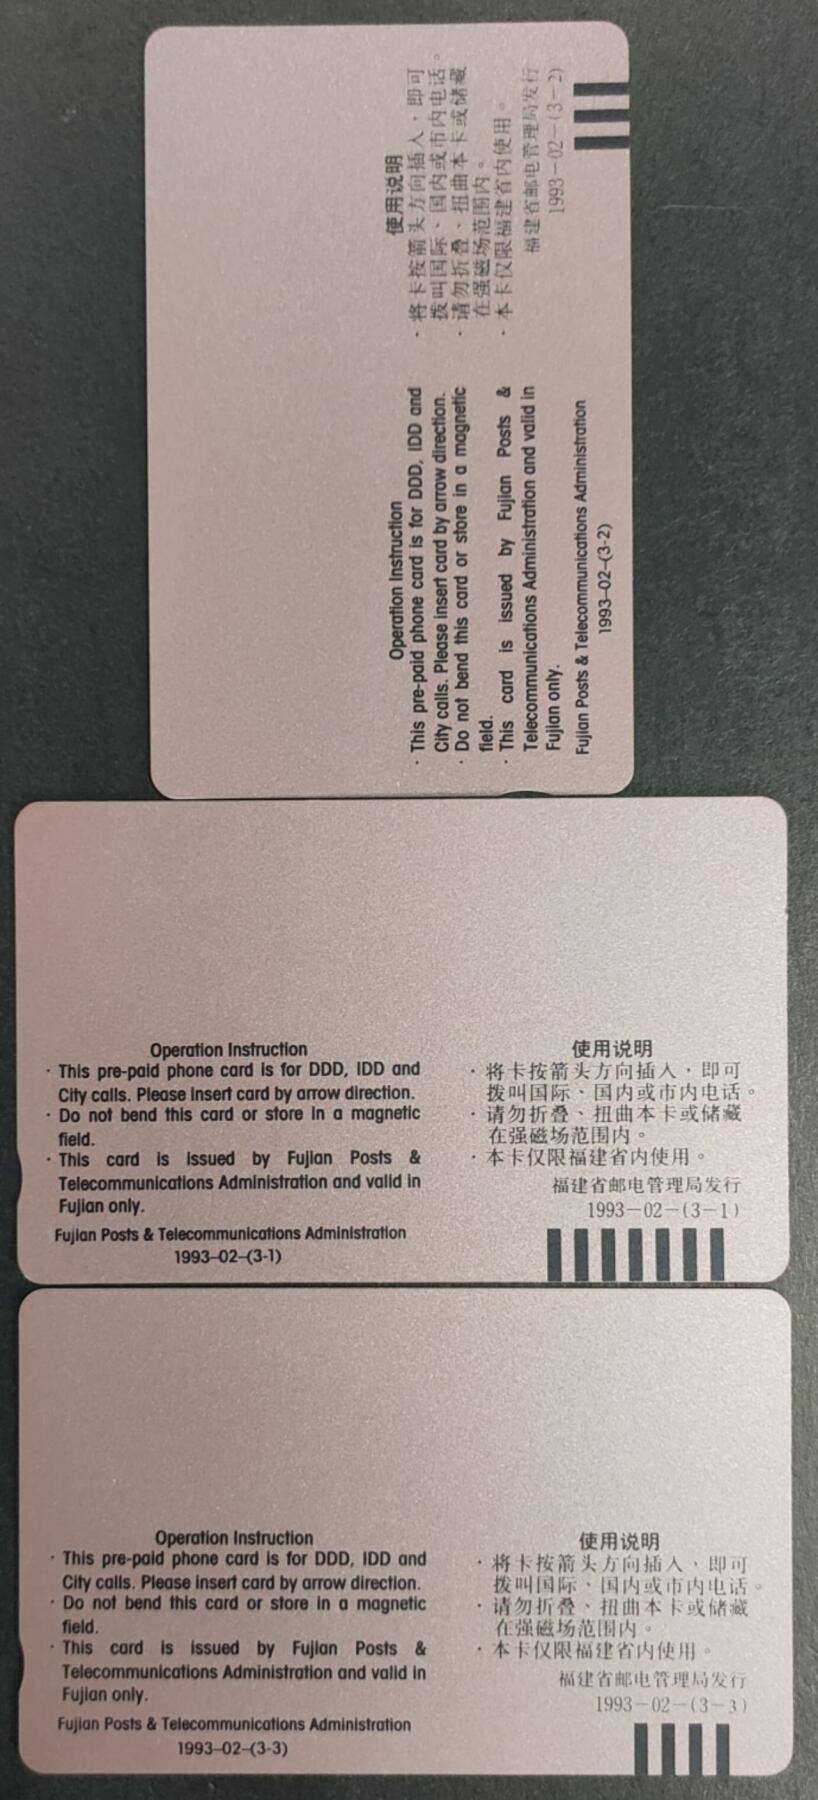 Operation Instruction
· This pre-paid phone card is for DDD, IDD and
City calls. Please insert card by arrow direction.
· Do not bend this card or store in a magnetic
field.
· This card is issued by Fujian Posts &
Telecommunications Administration and valid in
Fujian only.
Fujian Posts & Telecommunications Administration
1993-02-(3-2)
使用说明
· 将卡按箭头方向插入，即可
拨叫国际、国内或市内电话。
· 请勿折叠、扭曲本卡或储藏
在强磁场范围内。
· 本卡仅限福建省内使用。
福建省邮电管理局发行
1993-02-(3-2)
Operation Instruction
· This pre-paid phone card is for DDD, IDD and
City calls. Please insert card by arrow direction.
· Do not bend this card or store in a magnetic
field.
· This card is issued by Fujian Posts &
Telecommunications Administration and valid in
Fujian only.
Fujian Posts & Telecommunications Administration
1993-02-(3-1)
使用说明
· 将卡按箭头方向插入，即可
拨叫国际、国内或市内电话。
· 请勿折叠、扭曲本卡或储藏
在强磁场范围内。
· 本卡仅限福建省内使用。
福建省邮电管理局发行
1993-02-(3-1)
Operation Instruction
· This pre-paid phone card is for DDD, IDD and
City calls. Please insert card by arrow direction.
· Do not bend this card or store in a magnetic
field.
· This card is issued by Fujian Posts &
Telecommunications Administration and valid in
Fujian only.
Fujian Posts & Telecommunications Administration
1993-02-(3-3)
使用说明
· 将卡按箭头方向插入，即可
拨叫国际、国内或市内电话。
· 请勿折叠、扭曲本卡或储藏
在强磁场范围内。
· 本卡仅限福建省内使用。
福建省邮电管理局发行
1993-02-(3-3)